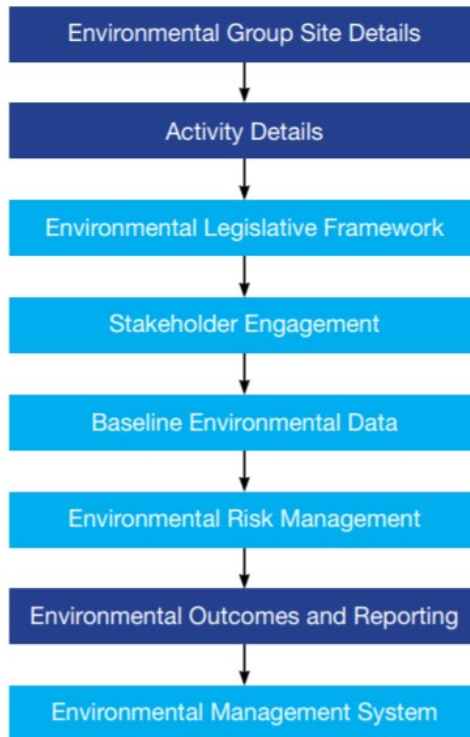 Environmental Group Site Details
Activity Details
Environmental Legislative Framework
Stakeholder Engagement
Baseline Environmental Data
Environmental Risk Management
Environmental Outcomes and Reporting
Environmental Management System